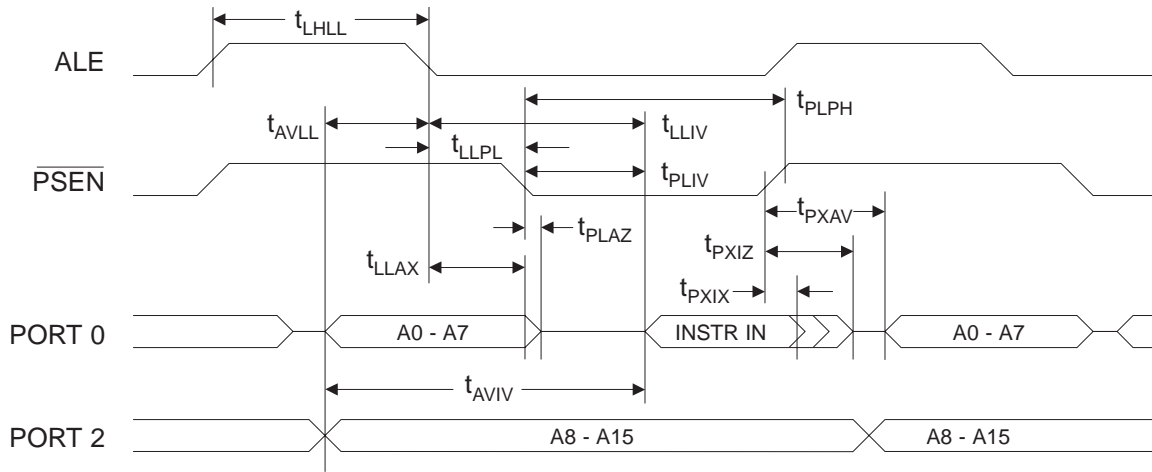 tLHLL
ALE
tPLPH
tAVLL
tLLIV
tLLPL
PSEN
tPLIV
tPXAV
tPLAZ
tPXIZ
tLLAX
tPXIX
PORT 0
A0 - A7
INSTR IN
A0 - A7
tAVIV
PORT 2
A8 - A15
A8 - A15